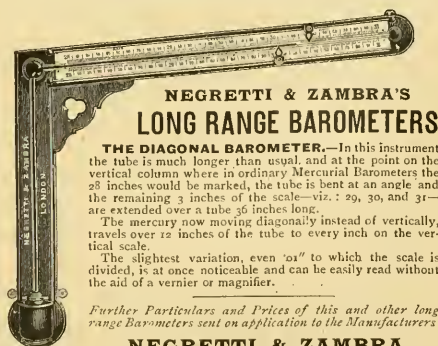 NEGRETTI & ZAMBRA
LONDON
NEGRETTI & ZAMBRA'S
LONG RANGE BAROMETERS
THE DIAGONAL BAROMETER.—In this instrument
the tube is much longer than usual, and at the point on the
vertical column where in ordinary Mercurial Barometers the
28 inches would be marked, the tube is bent at an angle and
the remaining 3 inches of the scale—viz.: 29, 30, and 31—
are extended over a tube 36 inches long.
The mercury now moving diagonally instead of vertically,
travels over 12 inches of the tube to every inch on the ver-
tical scale.
The slightest variation, even ·01" to which the scale is
divided, is at once noticeable and can be easily read without
the aid of a vernier or magnifier.
Further Particulars and Prices of this and other long
range Barometers sent on application to the Manufacturers
NEGRETTI & ZAMBRA